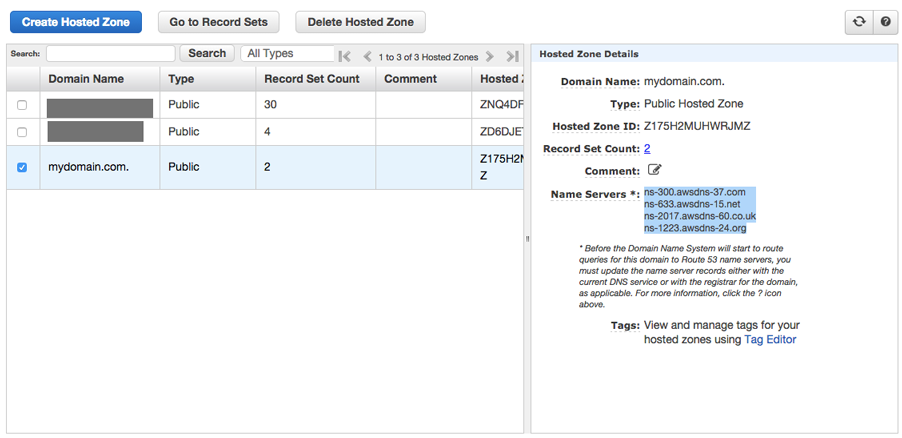 Create Hosted Zone
Go to Record Sets
Delete Hosted Zone
Search:
Search
All Types
1 to 3 of 3 Hosted Zones
Domain Name Type Record Set Count Comment Hosted Z
Public 30 ZNQ4DF
Public 4 ZD6DJET
mydomain.com. Public 2 Z175H2M
Z
Hosted Zone Details
Domain Name: mydomain.com.
Type: Public Hosted Zone
Hosted Zone ID: Z175H2MUHWRJMZ
Record Set Count: 2
Comment:
Name Servers *: ns-300.awsdns-37.com
ns-633.awsdns-15.net
ns-2017.awsdns-60.co.uk
ns-1223.awsdns-24.org
* Before the Domain Name System will start to route
queries for this domain to Route 53 name servers, you
must update the name server records either with the
current DNS service or with the registrar for the domain,
as applicable. For more information, click the ? icon
above.
Tags: View and manage tags for your
hosted zones using Tag Editor